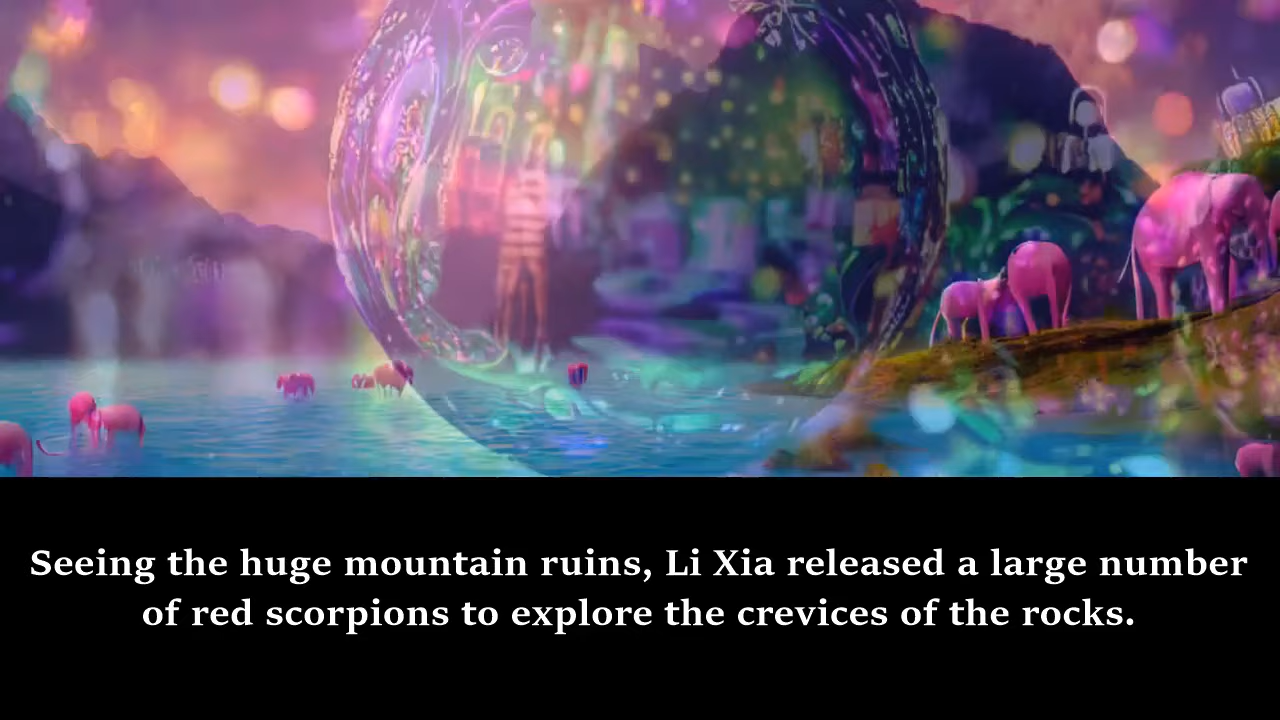 Seeing the huge mountain ruins, Li Xia released a large number
of red scorpions to explore the crevices of the rocks.